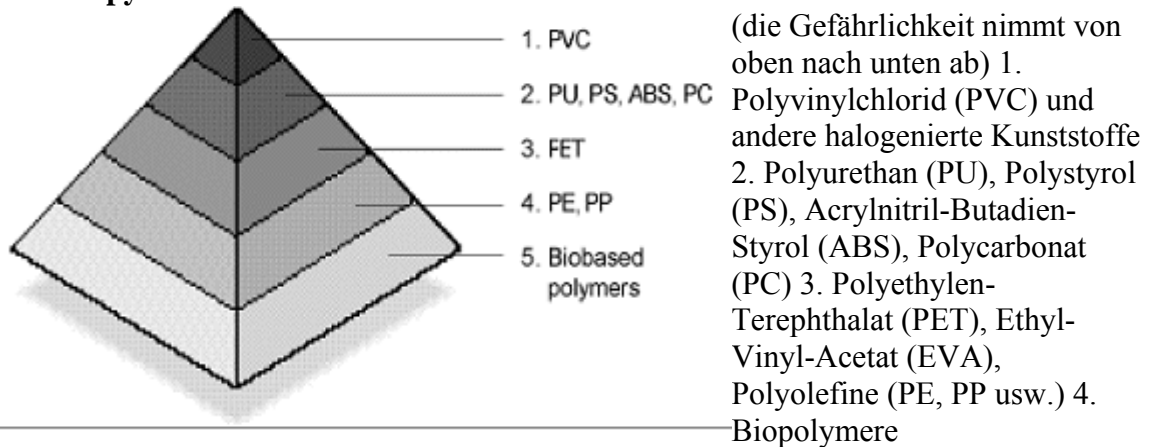 1. PVC
2. PU, PS, ABS, PC
3. FET
4. PE, PP
5. Biobased
polymers
(die Gefährlichkeit nimmt von
oben nach unten ab) 1.
Polyvinylchlorid (PVC) und
andere halogenierte Kunststoffe
2. Polyurethan (PU), Polystyrol
(PS), Acrylnitril-Butadien-
Styrol (ABS), Polycarbonat
(PC) 3. Polyethylen-
Terephthalat (PET), Ethyl-
Vinyl-Acetat (EVA),
Polyolefine (PE, PP usw.) 4.
Biopolymere